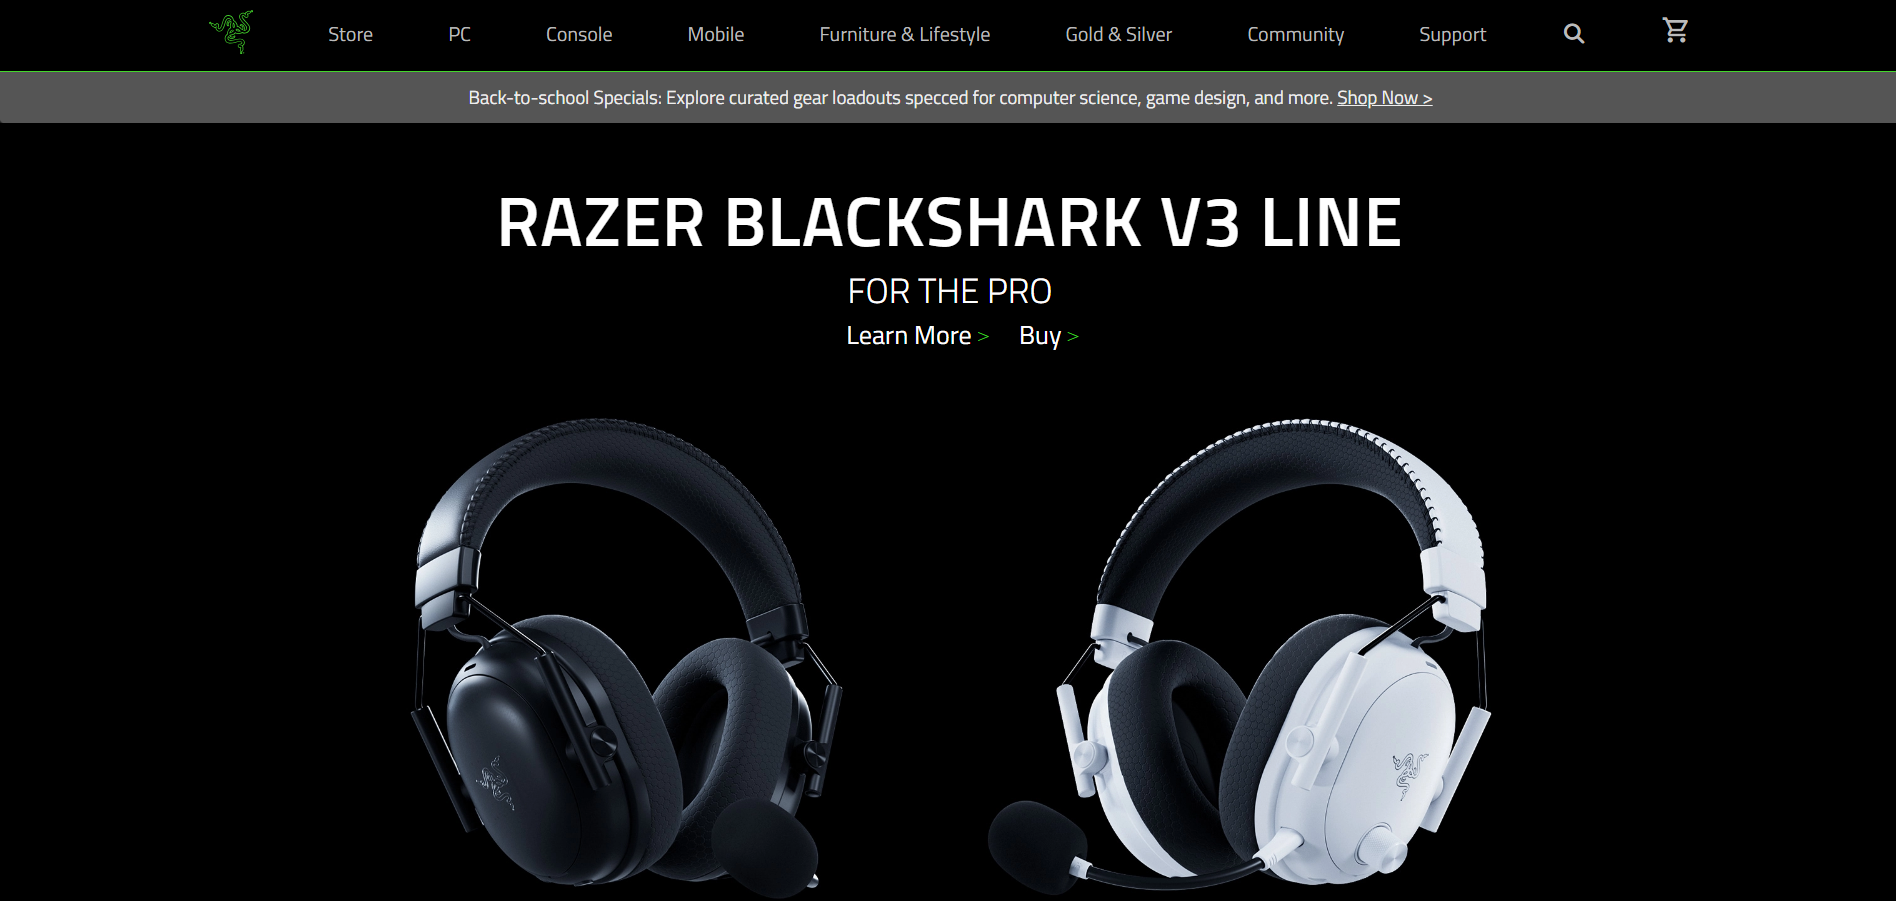 Store PC Console Mobile Furniture & Lifestyle Gold & Silver Community Support
Back-to-school Specials: Explore curated gear loadouts specced for computer science, game design, and more. Shop Now >
RAZER BLACKSHARK V3 LINE
FOR THE PRO
Learn More > Buy >